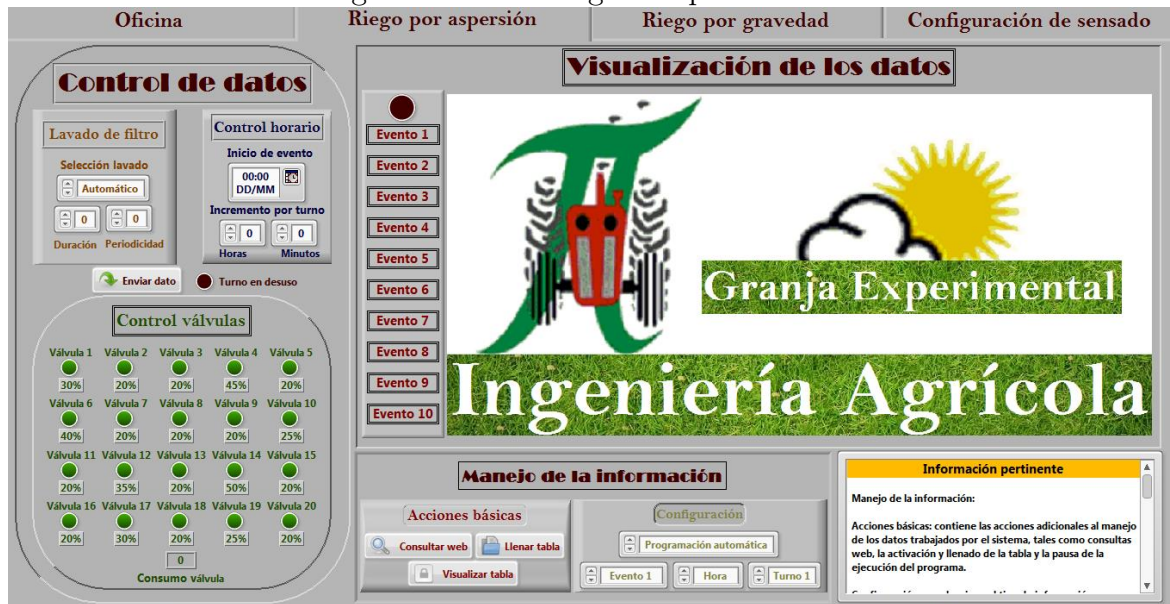 Oficina
Riego por aspersión
Riego por gravedad
Configuración de sensado
Control de datos
Lavado de filtro
Selección lavado
Automático
0 0
Duración Periodicidad
Control horario
Inicio de evento
00:00
DD/MM
Incremento por turno
0 0
Horas Minutos
Enviar dato
Turno en desuso
Control válvulas
Válvula 1 Válvula 2 Válvula 3 Válvula 4 Válvula 5
30% 20% 20% 45% 20%
Válvula 6 Válvula 7 Válvula 8 Válvula 9 Válvula 10
40% 20% 20% 20% 25%
Válvula 11 Válvula 12 Válvula 13 Válvula 14 Válvula 15
20% 35% 20% 50% 20%
Válvula 16 Válvula 17 Válvula 18 Válvula 19 Válvula 20
20% 30% 20% 25% 20%
0
Consumo válvula
Visualización de los datos
Evento 1
Evento 2
Evento 3
Evento 4
Evento 5
Evento 6
Evento 7
Evento 8
Evento 9
Evento 10
Granja Experimental
Ingeniería Agrícola
Manejo de la información
Acciones básicas
Consultar web Llenar tabla
Visualizar tabla
Configuración
Programación automática
Evento 1 Hora Turno 1
Información pertinente
Manejo de la información:
Acciones básicas: contiene las acciones adicionales al manejo
de los datos trabajados por el sistema, tales como consultas
web, la activación y llenado de la tabla y la pausa de la
ejecución del programa.